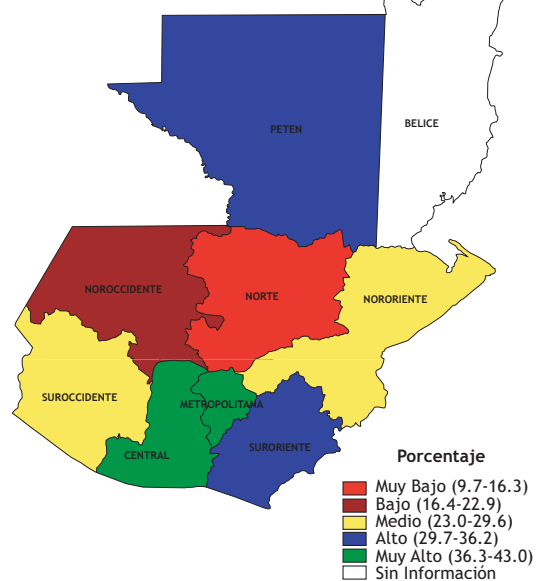 PETEN
BELICE
NOROCCIDENTE
NORTE
NORORIENTE
SUROCCIDENTE
METROPOLITANA
CENTRAL
SURORIENTE
Porcentaje
Muy Bajo (9.7-16.3)
Bajo (16.4-22.9)
Medio (23.0-29.6)
Alto (29.7-36.2)
Muy Alto (36.3-43.0)
Sin Información